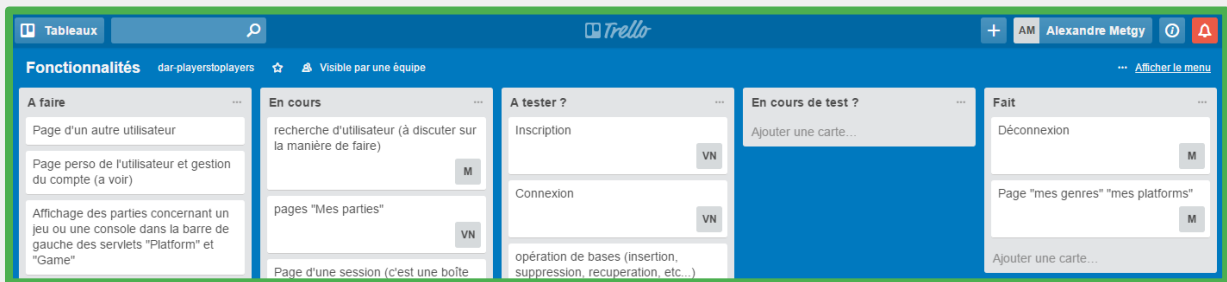 Tableaux
Trello
+
AM Alexandre Metgy
Fonctionnalités dar-playerstoplayers Visible par une équipe
... Afficher le menu
A faire ...
Page d'un autre utilisateur
Page perso de l'utilisateur et gestion
du compte (a voir)
Affichage des parties concernant un
jeu ou une console dans la barre de
gauche des servlets "Platform" et
"Game"
En cours ...
recherche d'utilisateur (à discuter sur
la manière de faire)
M
pages "Mes parties"
VN
Page d'une session (c'est une boîte
A tester ? ...
Inscription
VN
Connexion
VN
opération de bases (insertion,
suppression, recuperation, etc...)
En cours de test ? ...
Ajouter une carte...
Fait ...
Déconnexion
M
Page "mes genres" "mes platforms"
M
Ajouter une carte...